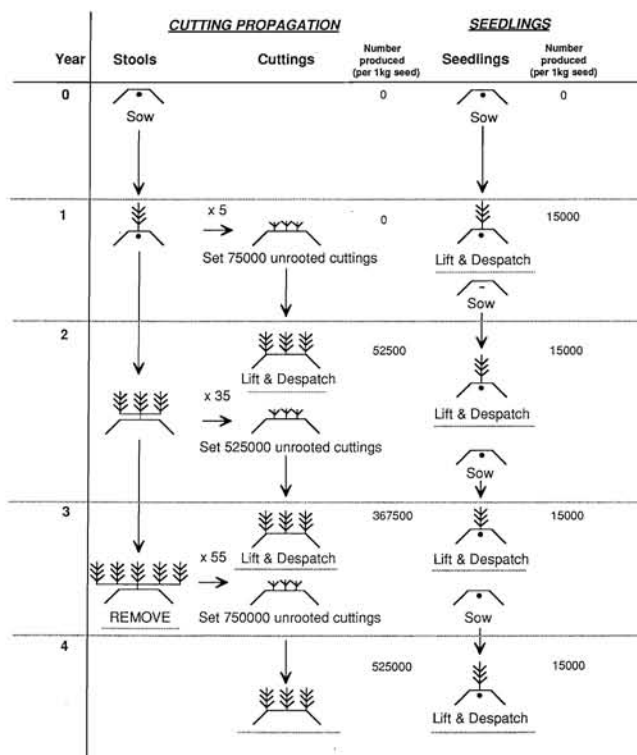 CUTTING PROPAGATION SEEDLINGS
Year Stools Cuttings Number produced (per 1kg seed) Seedlings Number produced (per 1kg seed)
0 0 0
Sow Sow
1 x 5 0 15000
Set 75000 unrooted cuttings Lift & Despatch
Sow
2 52500 15000
Lift & Despatch
x 35 Lift & Despatch
Set 525000 unrooted cuttings
Sow
3 367500 15000
x 55 Lift & Despatch Lift & Despatch
REMOVE Set 750000 unrooted cuttings Sow
4 525000 15000
Lift & Despatch